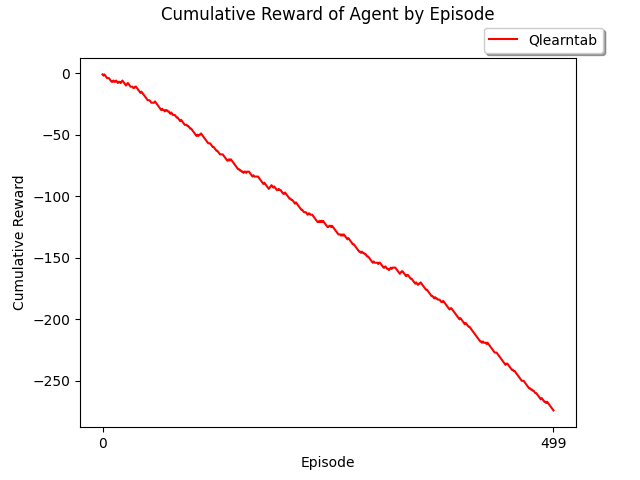 Cumulative Reward of Agent by Episode
Qlearntab
0
−50
−100
−150
−200
−250
Cumulative Reward
0 499
Episode